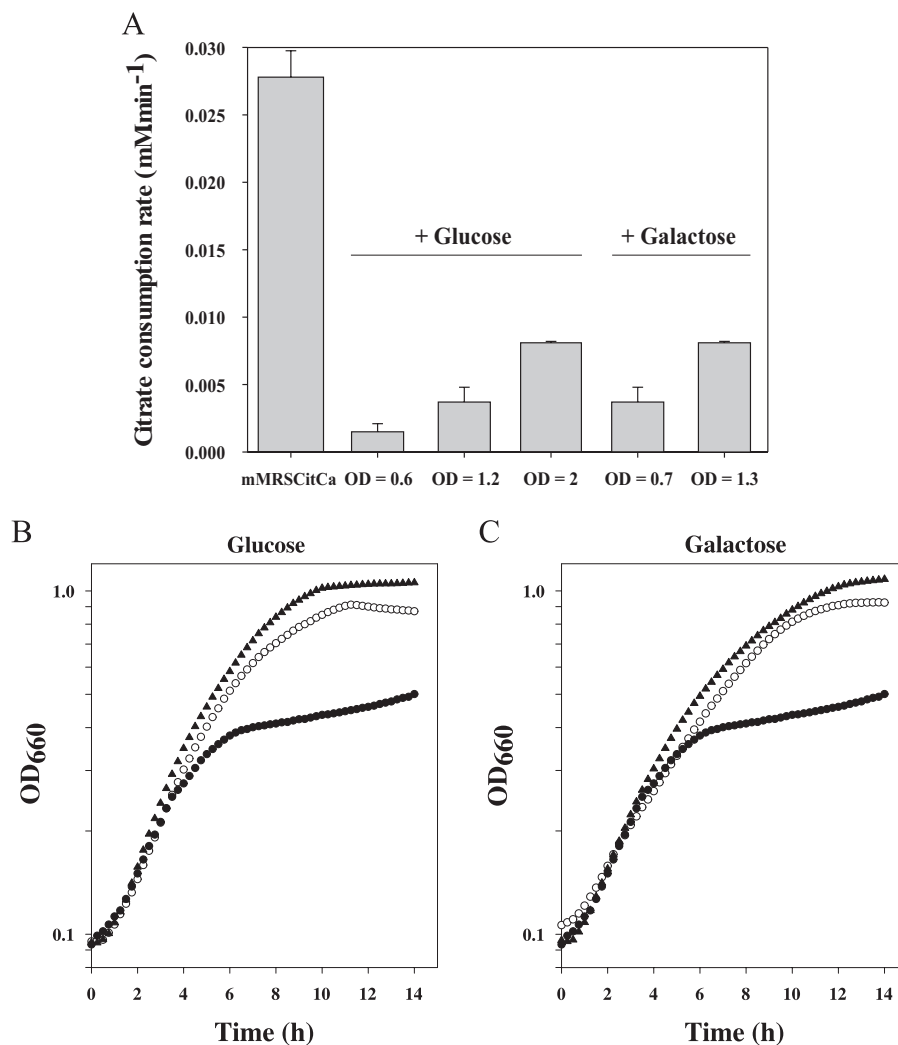 A
Citrate consumption rate (mMmin-1)
0.030
0.025
0.020
0.015
0.010
0.005
0.000
+ Glucose
+ Galactose
mMRSCitCa
OD = 0.6
OD = 1.2
OD = 2
OD = 0.7
OD = 1.3
B
Glucose
OD660
1.0
0.1
0 2 4 6 8 10 12 14
Time (h)
C
Galactose
OD660
1.0
0.1
0 2 4 6 8 10 12 14
Time (h)